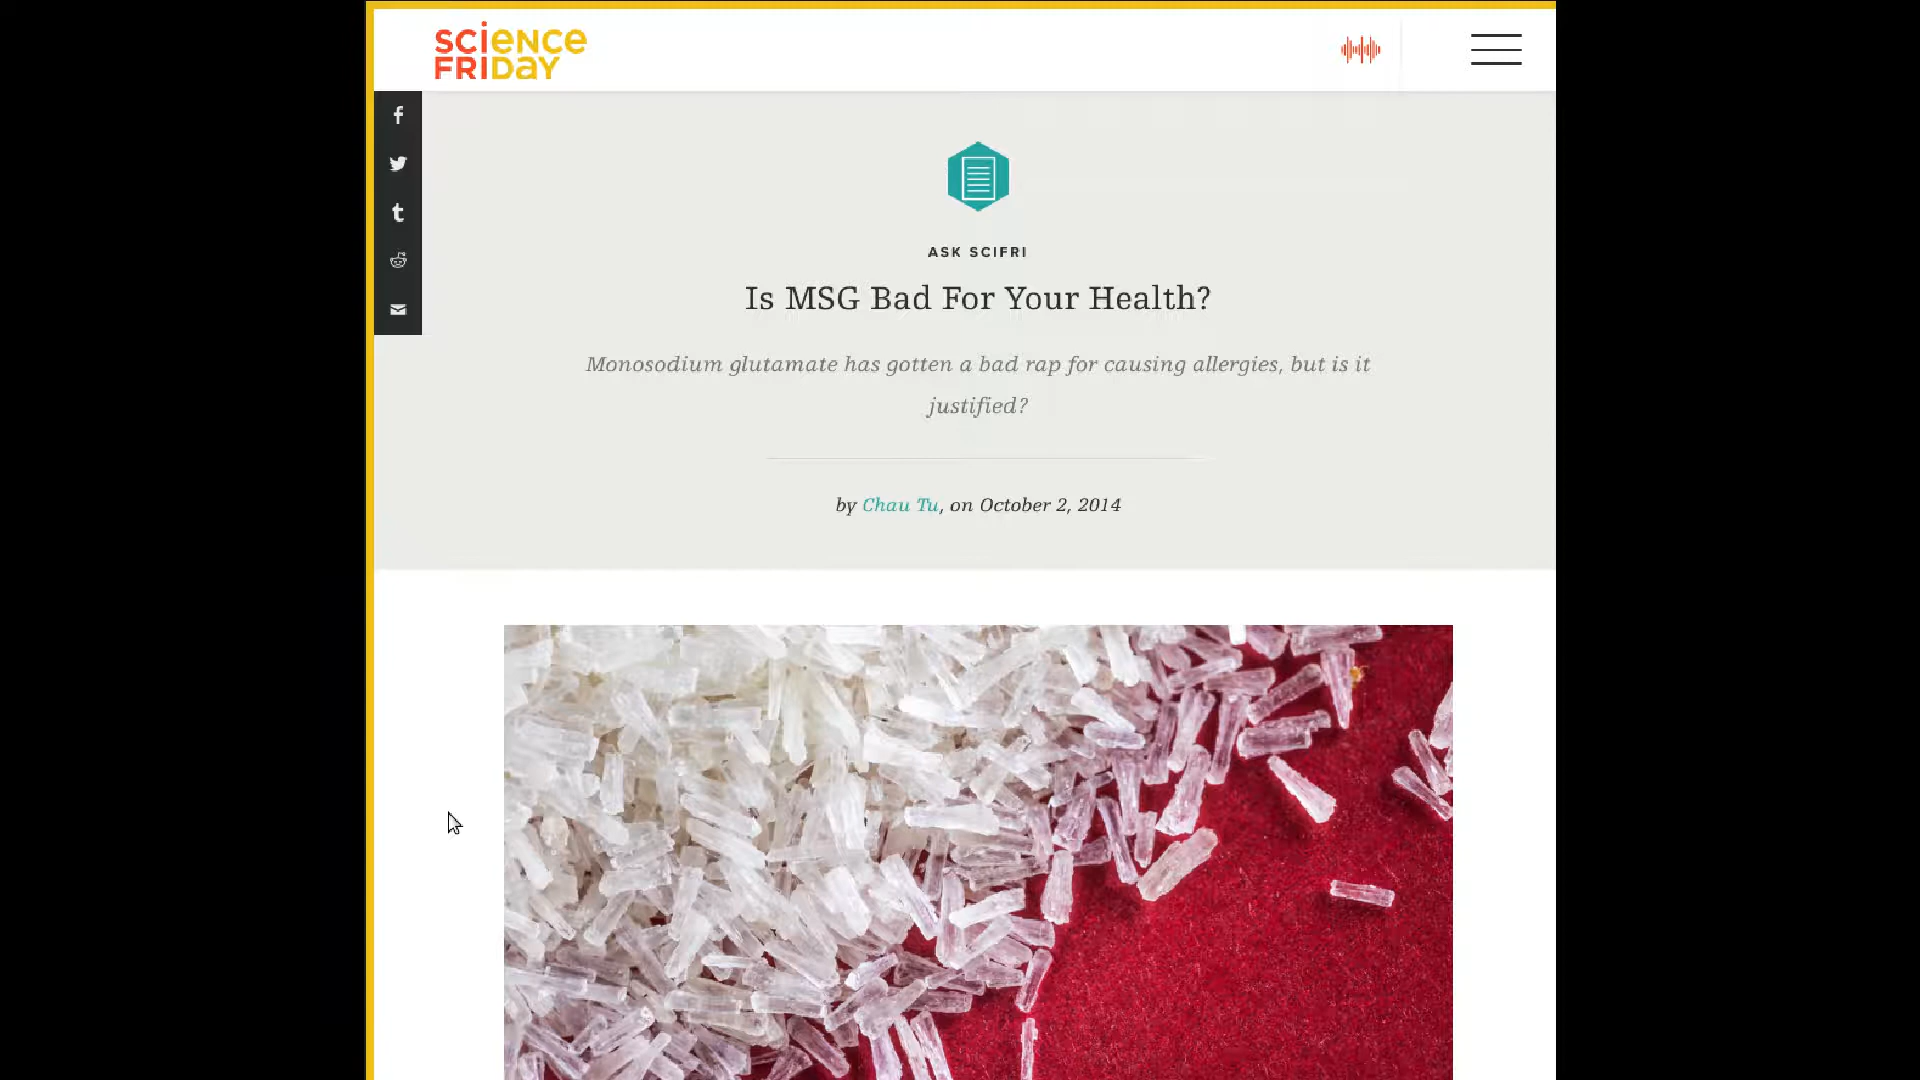 SCIENCE
FRIDAY
ASK SCIFRI
Is MSG Bad For Your Health?
Monosodium glutamate has gotten a bad rap for causing allergies, but is it
justified?
by Chau Tu, on October 2, 2014